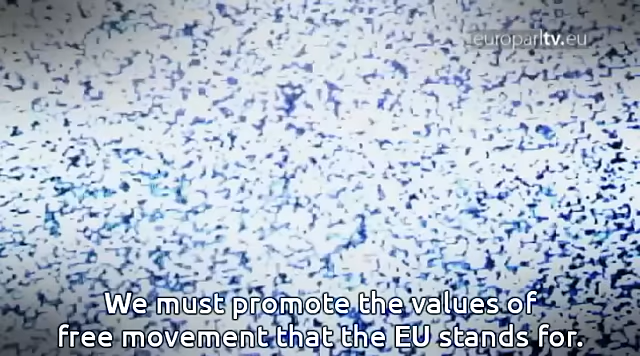 europarltv.eu
We must promote the values of
free movement that the EU stands for.